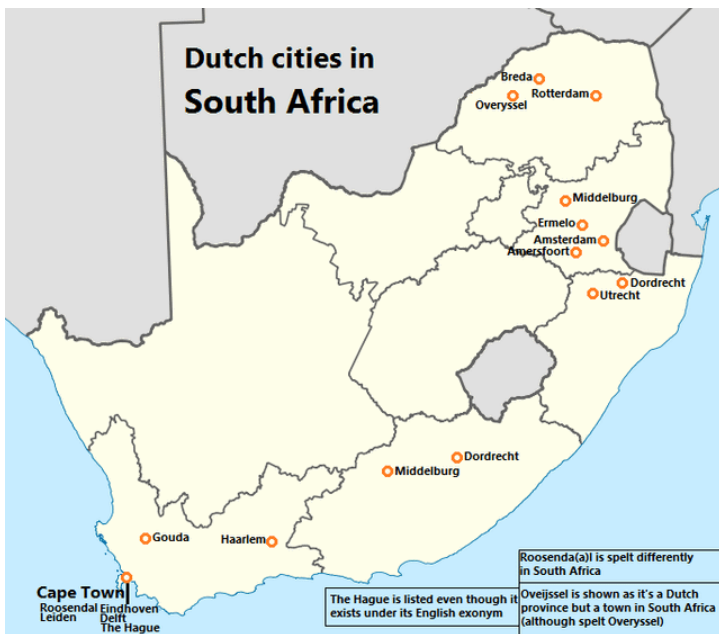 Dutch cities in
South Africa
Breda
Overyssel
Rotterdam
Middelburg
Ermelo
Amsterdam
Amersfoort
Dordrecht
Utrecht
Dordrecht
Middelburg
Gouda
Haarlem
Cape Town
Roosendal
Leiden
Eindhoven
Delft
The Hague
The Hague is listed even though it
exists under its English exonym
Roosenda(a)l is spelt differently
in South Africa
Oveijssel is shown as it's a Dutch
province but a town in South Africa
(although spelt Overyssel)